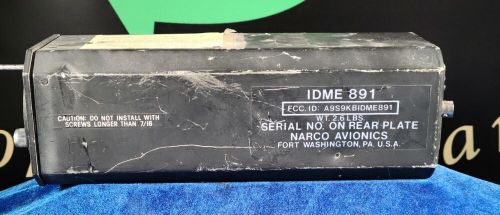 CAUTION: DO NOT INSTALL WITH
SCREWS LONGER THAN 7/16
IDME 891
FCC. ID: A9S9KBIDME891
WT. 2.6 LBS
SERIAL NO. ON REAR PLATE
NARCO AVIONICS
FORT WASHINGTON, PA. U.S.A.